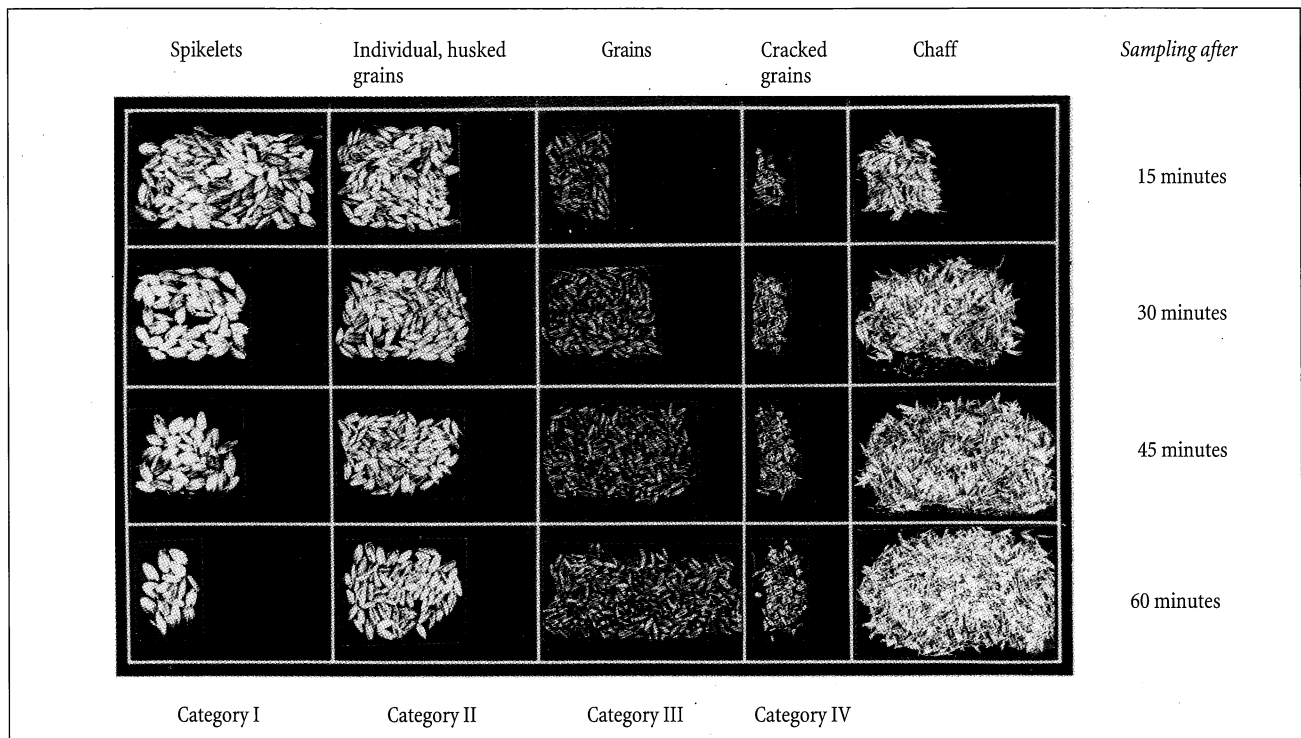 Spikelets
Individual, husked
grains
Grains
Cracked
grains
Chaff
Sampling after
15 minutes
30 minutes
45 minutes
60 minutes
Category I
Category II
Category III
Category IV